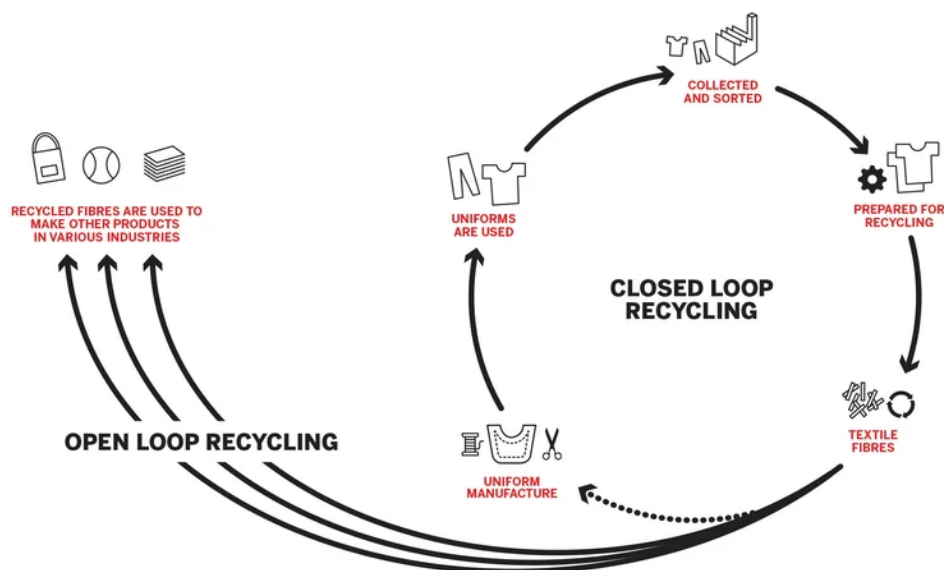 COLLECTED
AND SORTED
PREPARED FOR
RECYCLING
TEXTILE
FIBRES
UNIFORM
MANUFACTURE
UNIFORMS
ARE USED
CLOSED LOOP
RECYCLING
RECYCLED FIBRES ARE USED TO
MAKE OTHER PRODUCTS
IN VARIOUS INDUSTRIES
OPEN LOOP RECYCLING